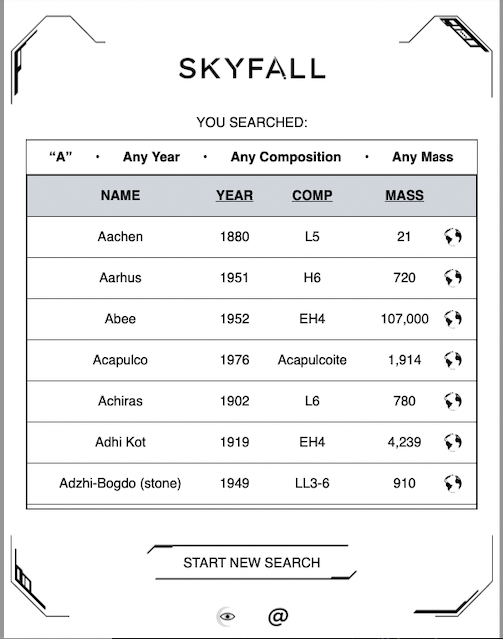 SKYFALL
YOU SEARCHED:
“A” · Any Year · Any Composition · Any Mass
NAME YEAR COMP MASS
Aachen 1880 L5 21
Aarhus 1951 H6 720
Abee 1952 EH4 107,000
Acapulco 1976 Acapulcoite 1,914
Achiras 1902 L6 780
Adhi Kot 1919 EH4 4,239
Adzhi-Bogdo (stone) 1949 LL3-6 910
START NEW SEARCH
@